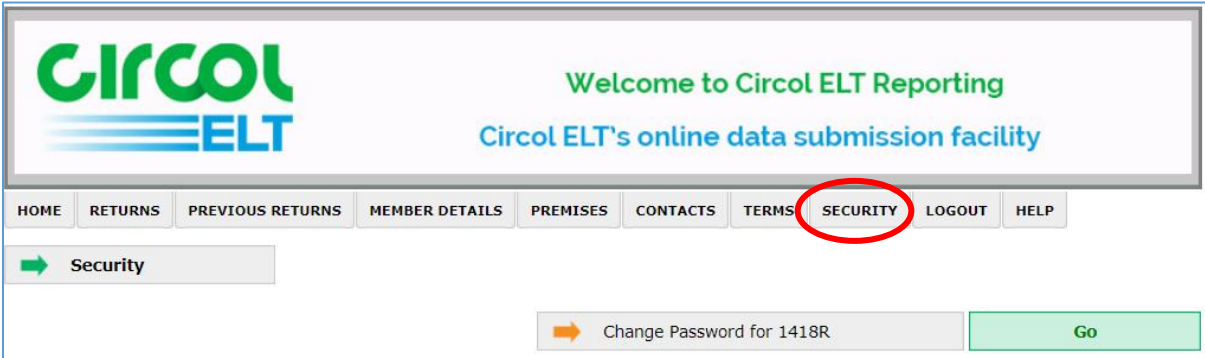 Circol
ELT
Welcome to Circol ELT Reporting
Circol ELT's online data submission facility
HOME RETURNS PREVIOUS RETURNS MEMBER DETAILS PREMISES CONTACTS TERMS SECURITY LOGOUT HELP
Security
Change Password for 1418R Go